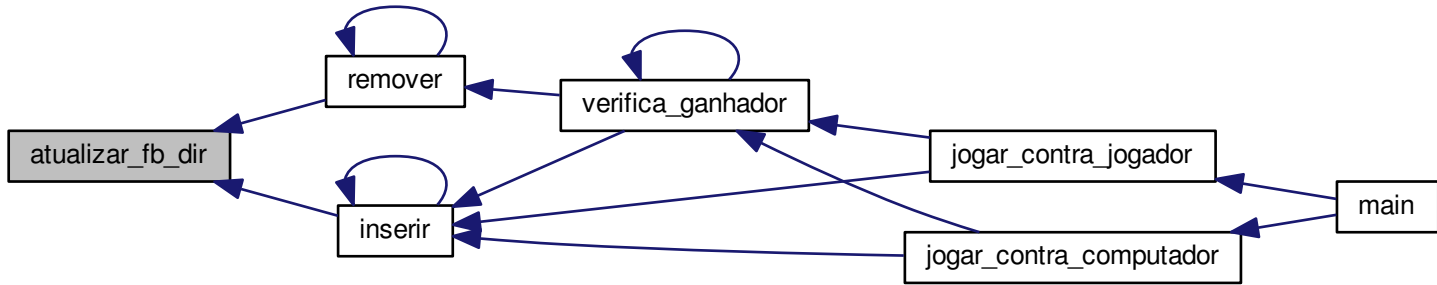 remover
verifica_ganhador
atualizar_fb_dir
jogar_contra_jogador
main
inserir
jogar_contra_computador